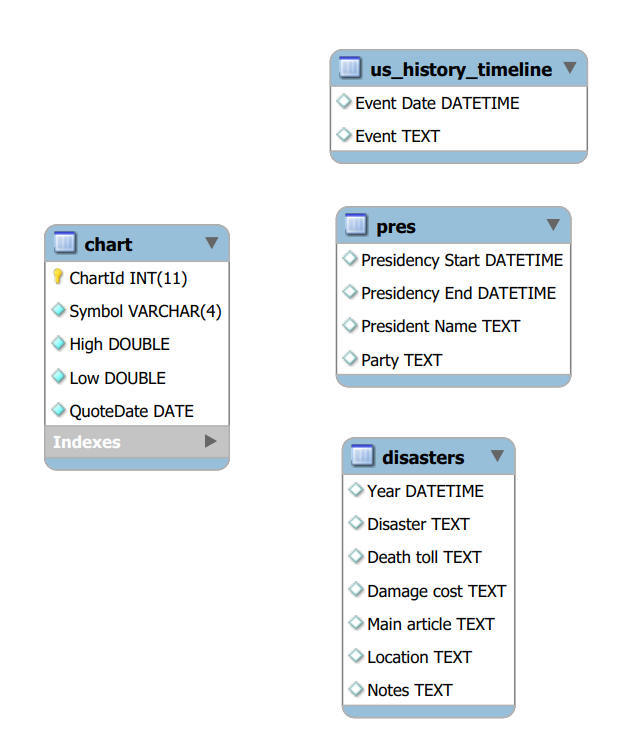 us_history_timeline
Event Date DATETIME
Event TEXT
pres
Presidency Start DATETIME
Presidency End DATETIME
President Name TEXT
Party TEXT
chart
ChartId INT(11)
Symbol VARCHAR(4)
High DOUBLE
Low DOUBLE
QuoteDate DATE
Indexes
disasters
Year DATETIME
Disaster TEXT
Death toll TEXT
Damage cost TEXT
Main article TEXT
Location TEXT
Notes TEXT